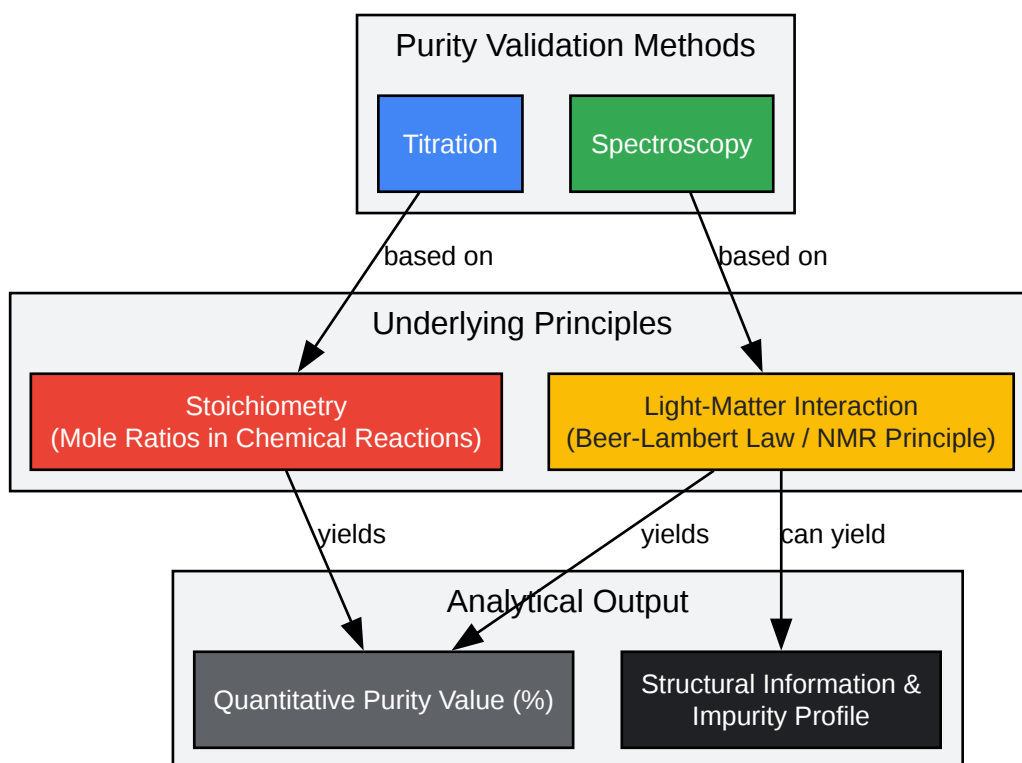 Purity Validation Methods
Titration
Spectroscopy
based on
based on
Underlying Principles
Stoichiometry
(Mole Ratios in Chemical Reactions)
Light-Matter Interaction
(Beer-Lambert Law / NMR Principle)
yields
yields
can yield
Analytical Output
Quantitative Purity Value (%)
Structural Information &
Impurity Profile